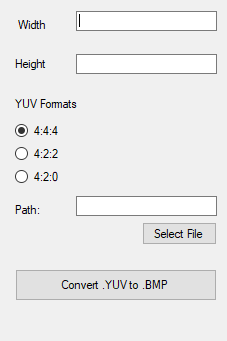 Width
Height
YUV Formats
4:4:4
4:2:2
4:2:0
Path:
Select File
Convert .YUV to .BMP